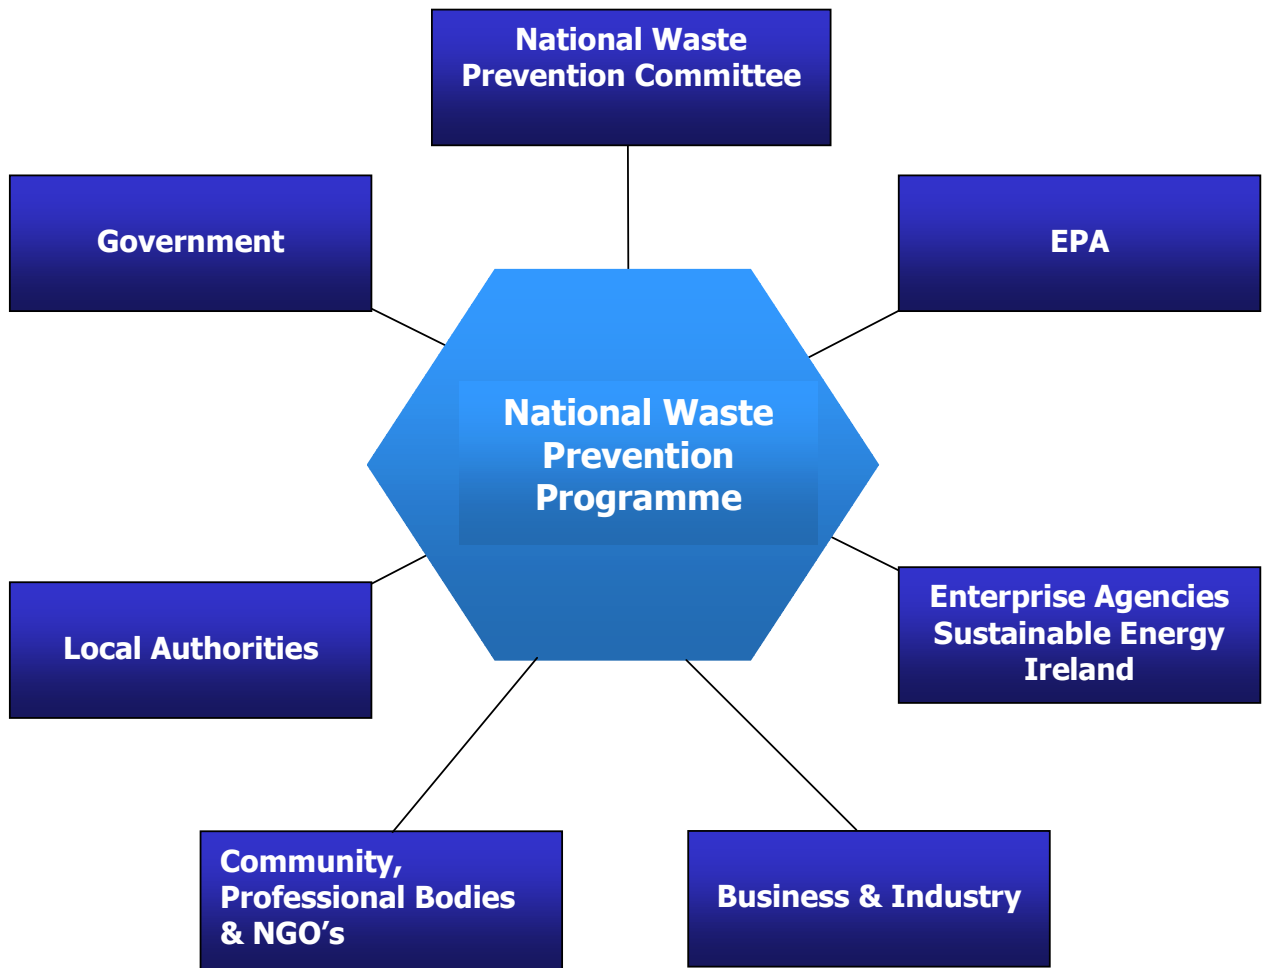 National Waste
Prevention Committee
Government
EPA
National Waste
Prevention
Programme
Local Authorities
Enterprise Agencies
Sustainable Energy
Ireland
Community,
Professional Bodies
& NGO’s
Business & Industry